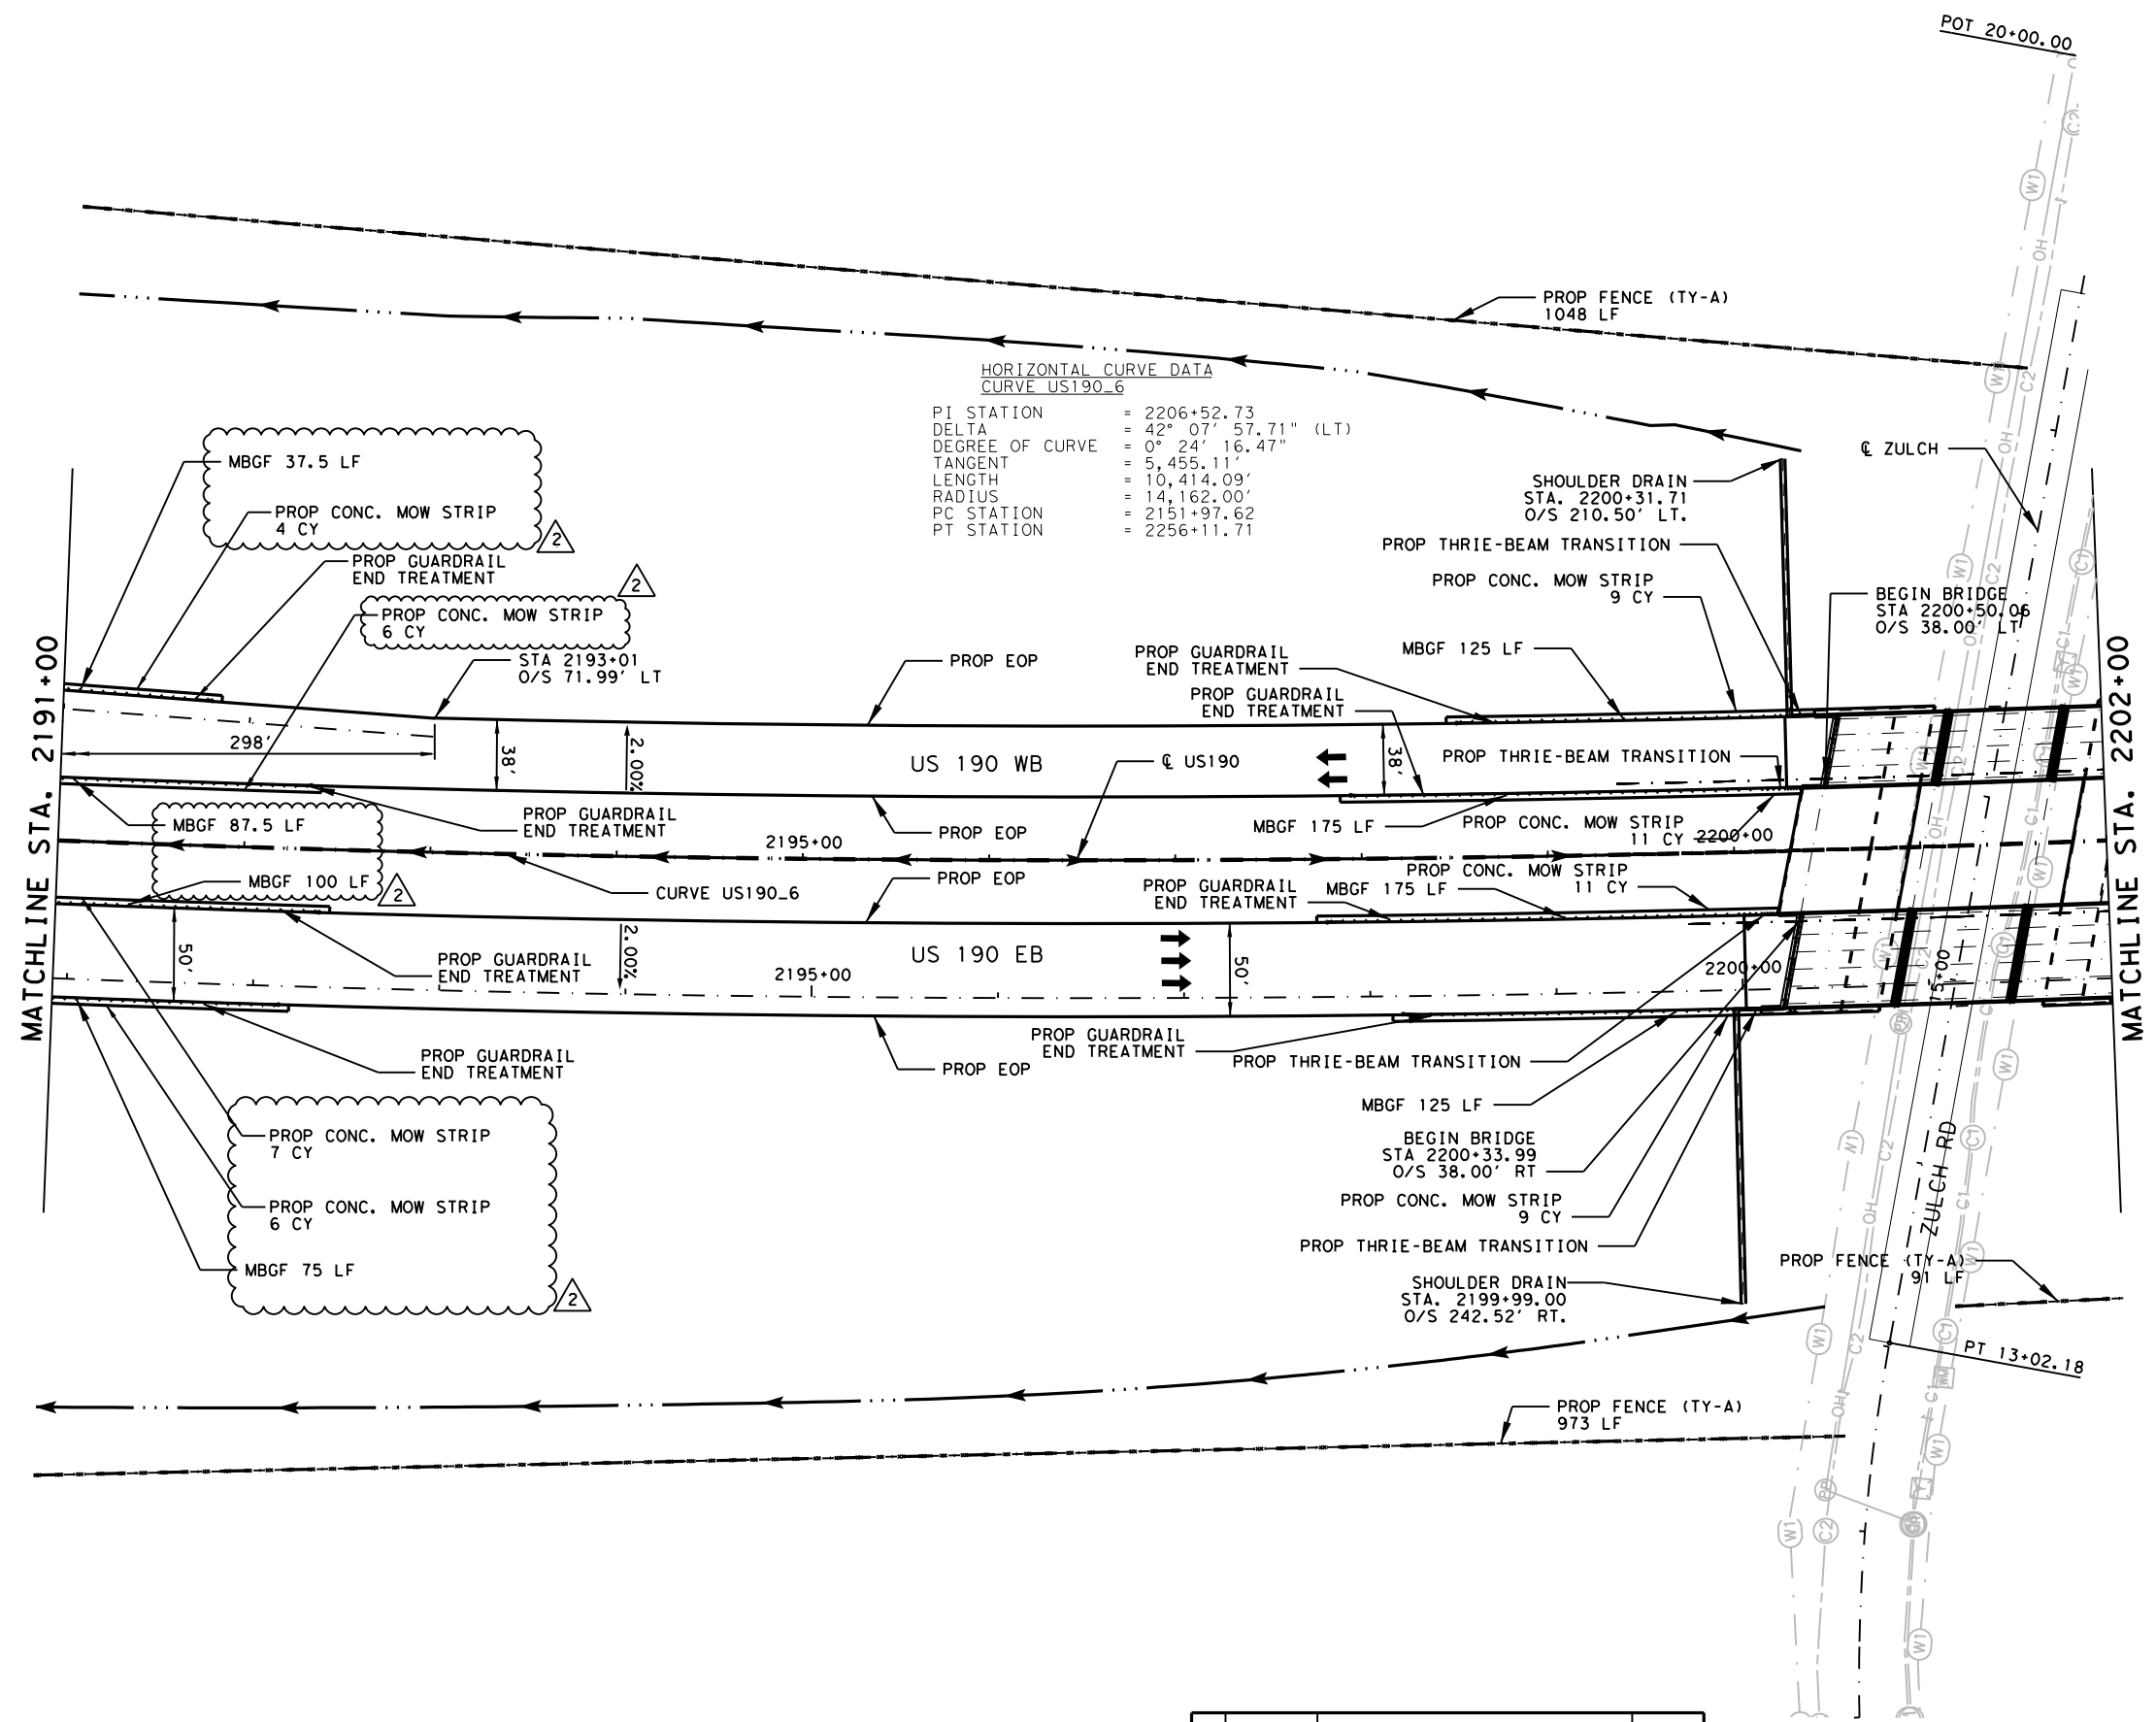 POT 20+00.00
PROP FENCE (TY-A)
1048 LF
HORIZONTAL CURVE DATA
CURVE US190_6
PI STATION = 2206+52.73
DELTA = 42° 07' 57.71" (LT)
DEGREE OF CURVE = 0° 24' 16.47"
TANGENT = 5,455.11'
LENGTH = 10,414.09'
RADIUS = 14,162.00'
PC STATION = 2151+97.62
PT STATION = 2256+11.71
MBGF 37.5 LF
PROP CONC. MOW STRIP
4 CY
2
PROP GUARDRAIL
END TREATMENT
2
PROP CONC. MOW STRIP
6 CY
STA 2193+01
O/S 71.99' LT
℄ ZULCH
SHOULDER DRAIN
STA. 2200+31.71
O/S 210.50' LT.
PROP THRIE-BEAM TRANSITION
PROP CONC. MOW STRIP
9 CY
BEGIN BRIDGE
STA 2200+50.06
O/S 38.00' LT
MBGF 125 LF
PROP GUARDRAIL
END TREATMENT
PROP GUARDRAIL
END TREATMENT
PROP EOP
MATCHLINE STA. 2191+00
MATCHLINE STA. 2202+00
298'
38'
2.00%
US 190 WB
℄ US190
38'
PROP THRIE-BEAM TRANSITION
MBGF 87.5 LF
PROP GUARDRAIL
END TREATMENT
2195+00
PROP EOP
MBGF 175 LF
PROP CONC. MOW STRIP
11 CY
2200+00
MBGF 100 LF
2
CURVE US190_6
PROP EOP
PROP CONC. MOW STRIP
11 CY
PROP GUARDRAIL
END TREATMENT
MBGF 175 LF
50'
PROP GUARDRAIL
END TREATMENT
2.00%
US 190 EB
2195+00
50'
2200+00
15+00
PROP GUARDRAIL
END TREATMENT
PROP EOP
PROP GUARDRAIL
END TREATMENT
PROP THRIE-BEAM TRANSITION
MBGF 125 LF
BEGIN BRIDGE
STA 2200+33.99
O/S 38.00' RT
PROP CONC. MOW STRIP
9 CY
PROP THRIE-BEAM TRANSITION
SHOULDER DRAIN
STA. 2199+99.00
O/S 242.52' RT.
PROP CONC. MOW STRIP
7 CY
PROP CONC. MOW STRIP
6 CY
MBGF 75 LF
2
ZULCH RD
PROP FENCE (TY-A)
91 LF
PT 13+02.18
PROP FENCE (TY-A)
973 LF
W1
C2
OH
C1
WM
PP